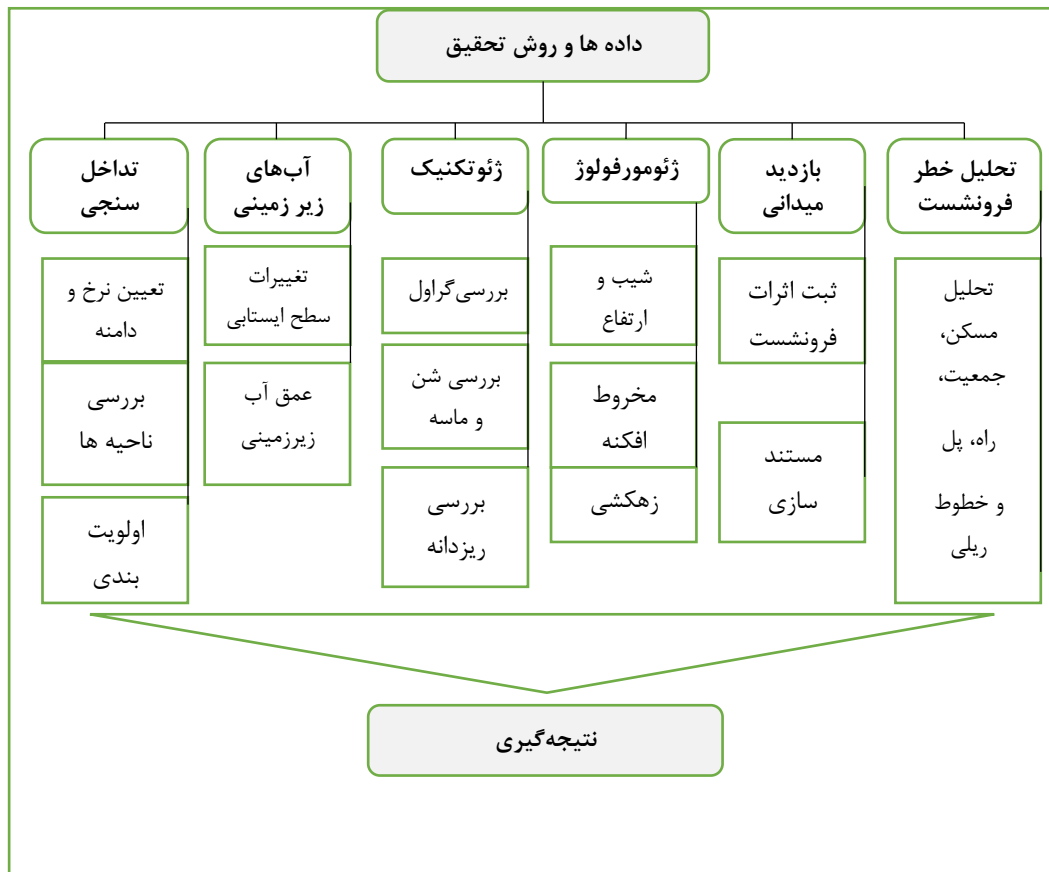 داده ها و روش تحقیق
تحلیل خطر
فرونشست
بازدید
میدانی
ژئومورفولوژ
ژئوتکنیک
آب‌های
زیر زمینی
تداخل
سنجی
تحلیل
مسکن،
جمعیت،
راه، پل
و خطوط
ریلی
ثبت اثرات
فرونشست
مستند
سازی
شیب و
ارتفاع
مخروط
افکنه
زهکشی
بررسی‌گراول
بررسی شن
و ماسه
بررسی
ریزدانه
تغییرات
سطح ایستابی
عمق آب
زیرزمینی
تعیین نرخ و
دامنه
بررسی
ناحیه ها
اولویت
بندی
نتیجه‌گیری